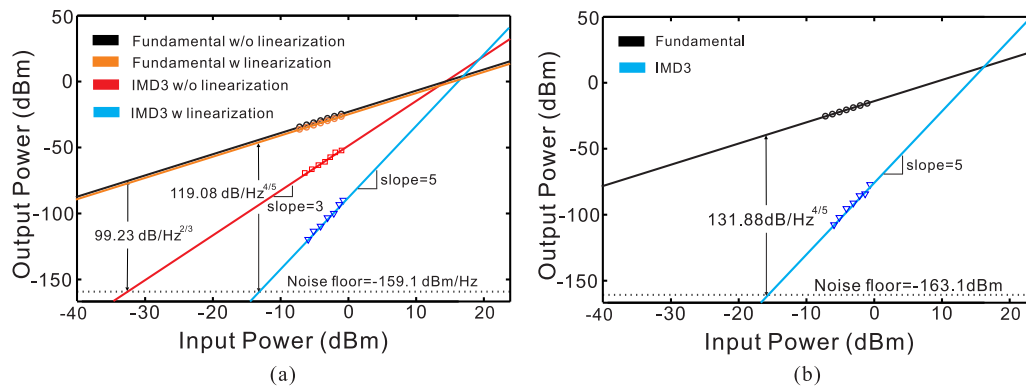 50
0
-50
-100
-150
Output Power (dBm)
Fundamental w/o linearization
Fundamental w linearization
IMD3 w/o linearization
IMD3 w linearization
119.08 dB/Hz4/5
99.23 dB/Hz2/3
slope=5
slope=3
Noise floor=-159.1 dBm/Hz
-40 -30 -20 -10 0 10 20
Input Power (dBm)
(a)
50
0
-50
-100
-150
Output Power (dBm)
Fundamental
IMD3
slope=5
131.88dB/Hz4/5
Noise floor=-163.1dBm
-40 -30 -20 -10 0 10 20
Input Power (dBm)
(b)